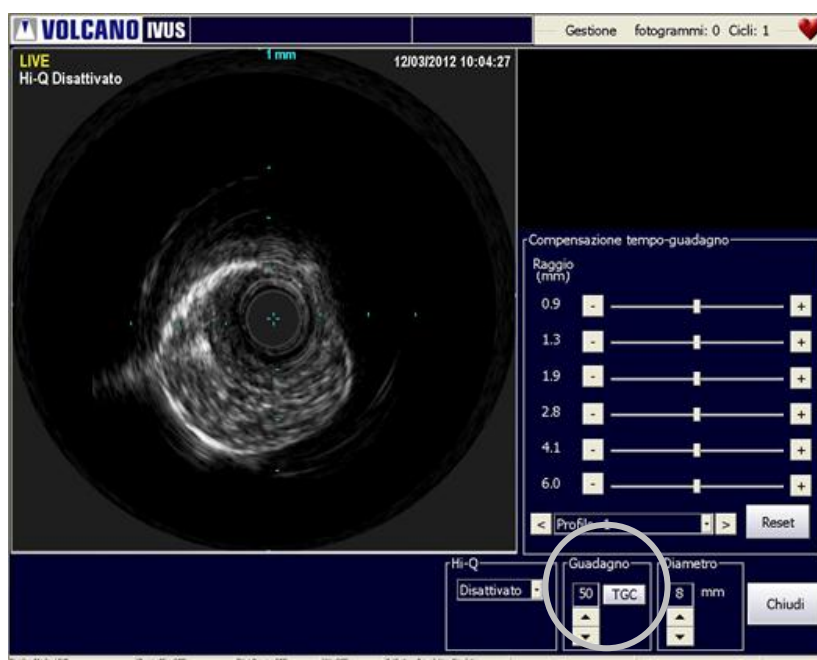 VOLCANO IVUS
Gestione fotogrammi: 0 Cicli: 1
LIVE
1 mm
12/03/2012 10:04:27
Hi-Q Disattivato
Compensazione tempo-guadagno
Raggio
(mm)
0.9 - +
1.3 - +
1.9 - +
2.8 - +
4.1 - +
6.0 - +
< > Reset
Hi-Q
Guadagno
Diametro
Disattivato
50 TGC
8 mm
Chiudi